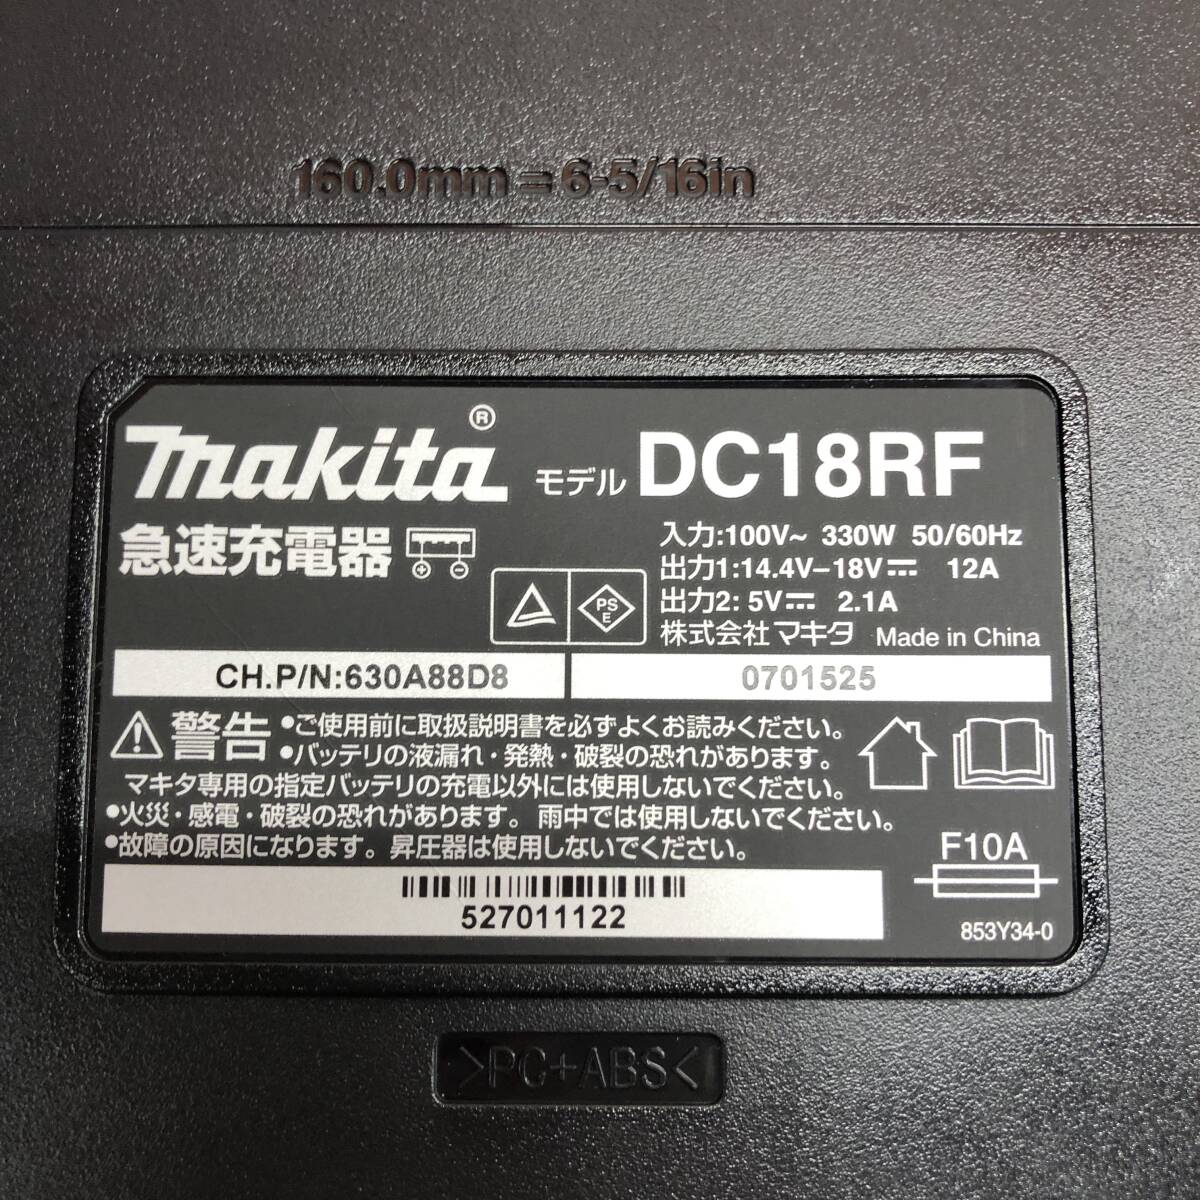 160.0mm = 6-5/16in
makita® モデル DC18RF
急速充電器
入力:100V~ 330W 50/60Hz
出力1:14.4V–18V⎓ 12A
出力2: 5V⎓ 2.1A
PS
E
株式会社 マキタ Made in China
CH.P/N:630A88D8 0701525
⚠警告 •ご使用前に取扱説明書を必ずよくお読みください。
•バッテリの液漏れ・発熱・破裂の恐れがあります。
マキタ専用の指定バッテリの充電以外には使用しないでください。
•火災・感電・破裂の恐れがあります。雨中では使用しないでください。
•故障の原因になります。昇圧器は使用しないでください。
F10A
527011122
853Y34-0
>PC+ABS<